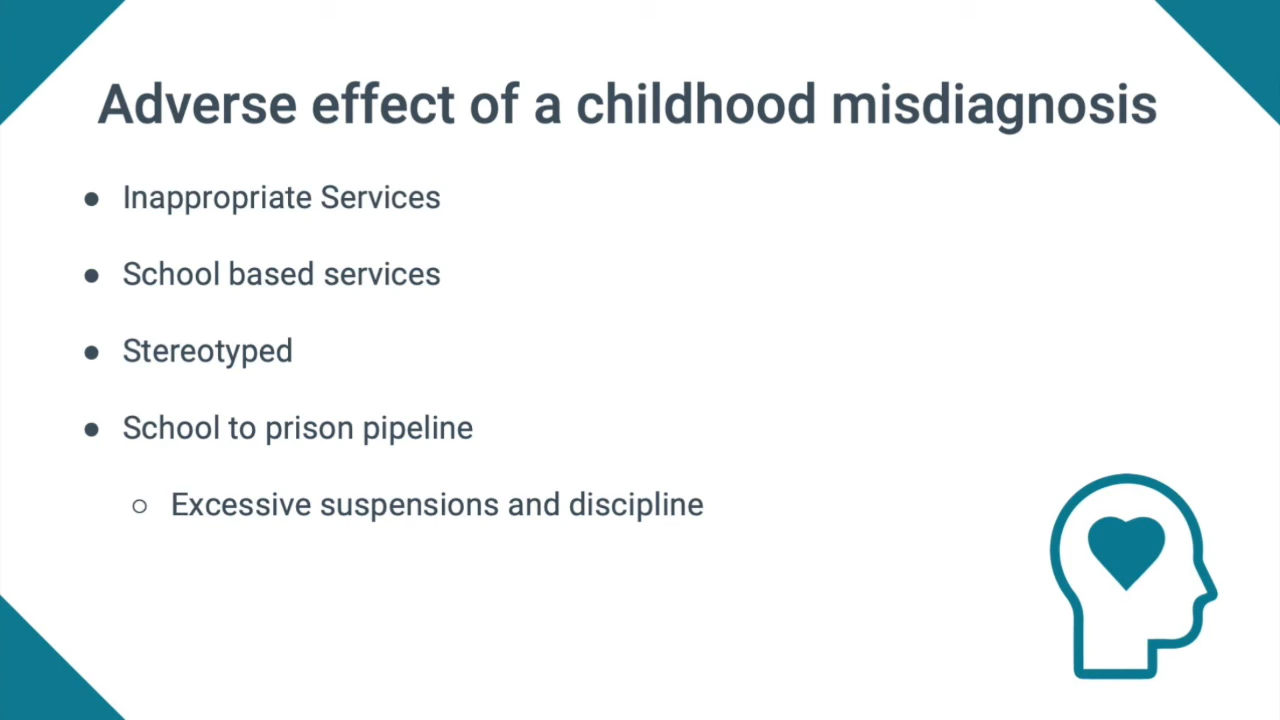 Adverse effect of a childhood misdiagnosis
● Inappropriate Services
● School based services
● Stereotyped
● School to prison pipeline
○ Excessive suspensions and discipline